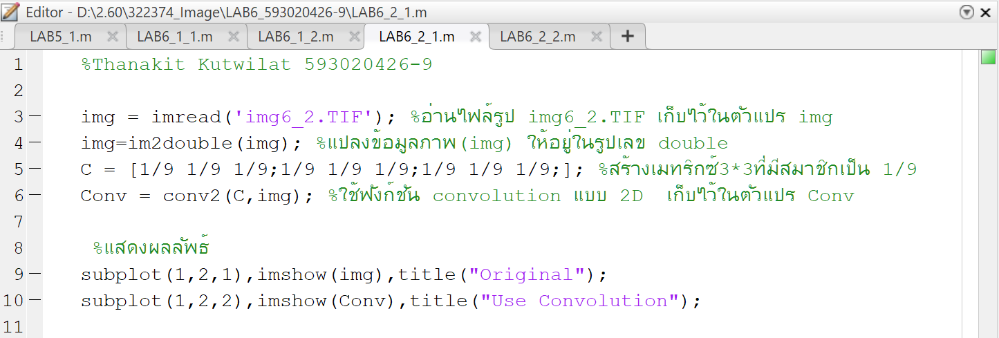 Editor - D:\2.60\322374_Image\LAB6_593020426-9\LAB6_2_1.m
LAB5_1.m LAB6_1_1.m LAB6_1_2.m LAB6_2_1.m LAB6_2_2.m +
1 %Thanakit Kutwilat 593020426-9
2
3 img = imread('img6_2.TIF'); %อ่านไฟล์รูป img6_2.TIF เก็บไว้ในตัวแปร img
4 img=im2double(img); %แปลงข้อมูลภาพ(img) ให้อยู่ในรูปเลข double
5 C = [1/9 1/9 1/9;1/9 1/9 1/9;1/9 1/9 1/9;]; %สร้างเมทริกซ์3*3ที่มีสมาชิกเป็น 1/9
6 Conv = conv2(C,img); %ใช้ฟังก์ชัน convolution แบบ 2D เก็บไว้ในตัวแปร Conv
7
8 %แสดงผลลัพธ์
9 subplot(1,2,1),imshow(img),title("Original");
10 subplot(1,2,2),imshow(Conv),title("Use Convolution");
11